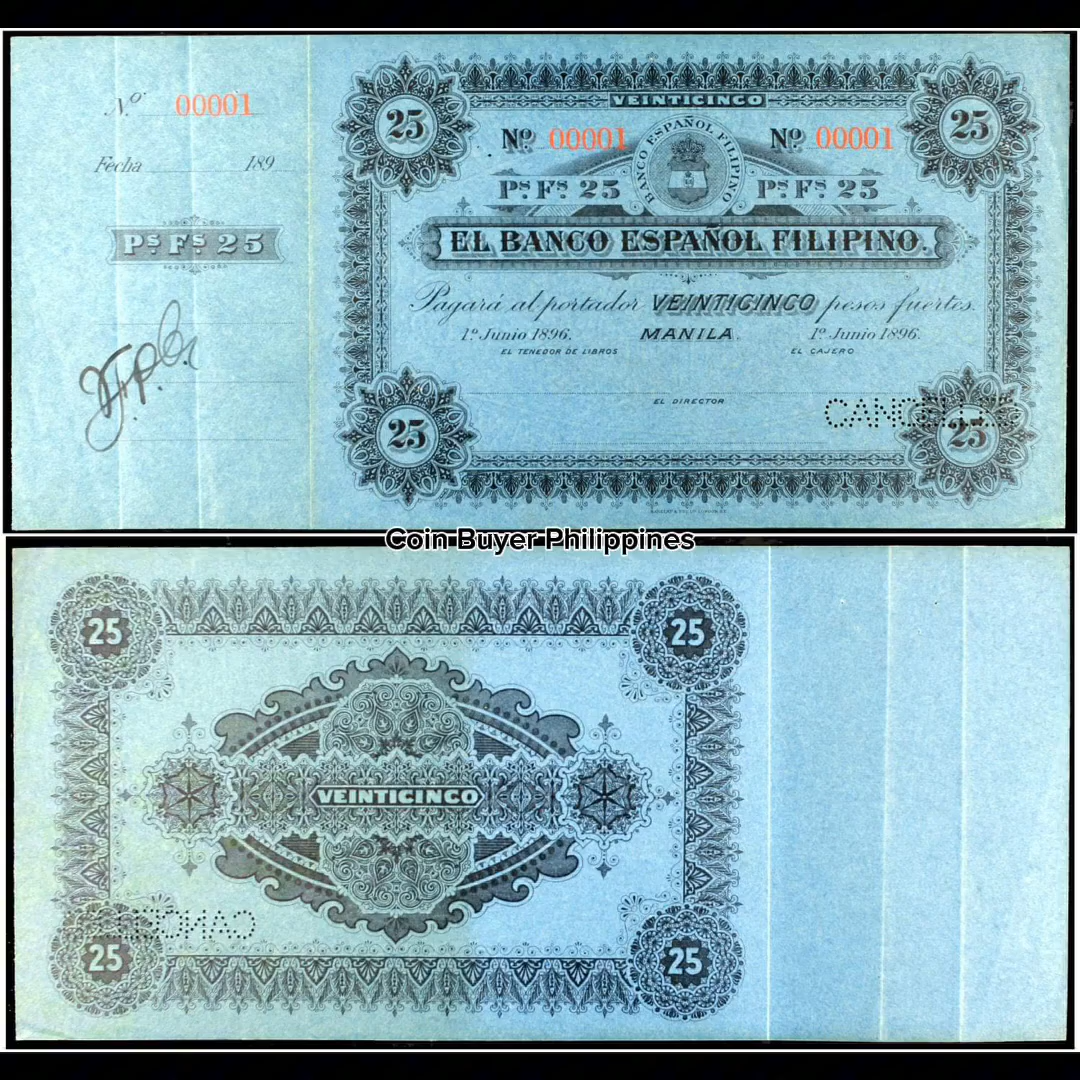 Nº 00001
Fecha 189
Ps. Fs. 25
25
VEINTICINCO
25
Nº 00001
BANCO ESPAÑOL FILIPINO
Nº 00001
Ps. Fs. 25
Ps. Fs. 25
EL BANCO ESPAÑOL FILIPINO.
Pagará al portador VEINTICINCO pesos fuertes.
1º Junio 1896. MANILA. 1º Junio 1896.
EL TENEDOR DE LIBROS EL CAJERO
EL DIRECTOR
CANCELLED
25
25
Coin Buyer Philippines
25
25
VEINTICINCO
25
25